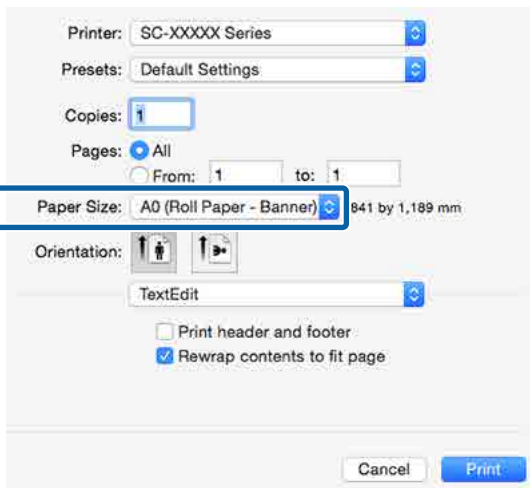 Printer: SC-XXXXX Series
Presets: Default Settings
Copies: 1
Pages: All
From: 1 to: 1
Paper Size: A0 (Roll Paper - Banner) 841 by 1,189 mm
Orientation:
TextEdit
Print header and footer
Rewrap contents to fit page
Cancel Print